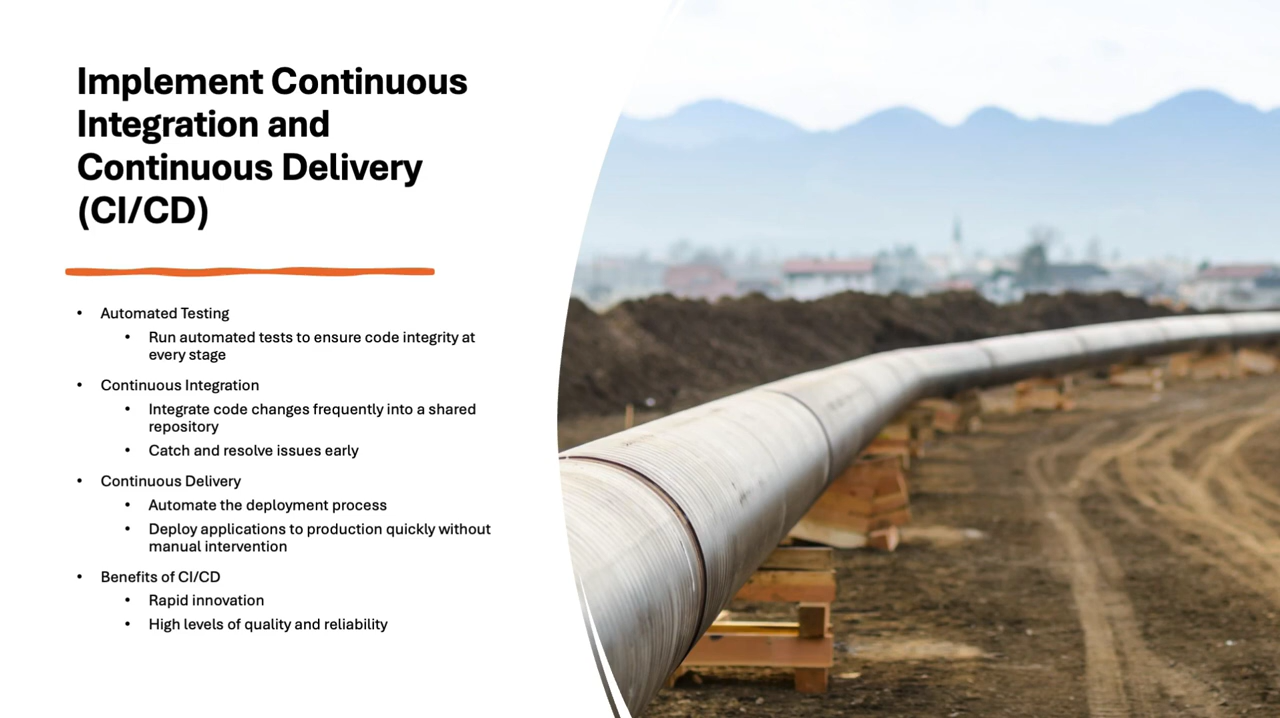 Implement Continuous
Integration and
Continuous Delivery
(CI/CD)
• Automated Testing
• Run automated tests to ensure code integrity at
every stage
• Continuous Integration
• Integrate code changes frequently into a shared
repository
• Catch and resolve issues early
• Continuous Delivery
• Automate the deployment process
• Deploy applications to production quickly without
manual intervention
• Benefits of CI/CD
• Rapid innovation
• High levels of quality and reliability